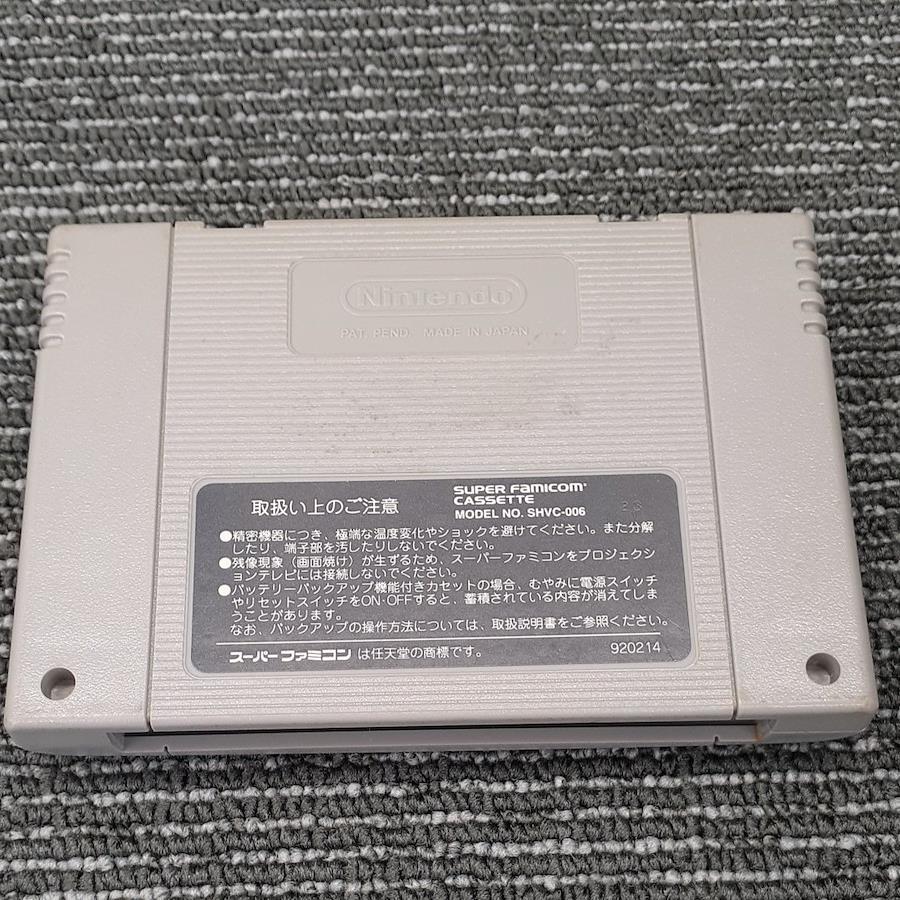 Nintendo
PAT. PEND. MADE IN JAPAN
取扱い上のご注意
SUPER FAMICOM
CASSETTE
MODEL NO. SHVC-006
●精密機器につき、極端な温度変化やショックを避けてください。また分解
したり、端子部を汚したりしないでください。
●残像現象（画面焼け）が生ずるため、スーパーファミコンをプロジェクシ
ョンテレビには接続しないでください。
●バッテリーバックアップ機能付きカセットの場合、むやみに電源スイッチ
やリセットスイッチをON・OFFすると、蓄積されている内容が消えてしま
うことがあります。
なお、バックアップの操作方法については、取扱説明書をご参照ください。
スーパーファミコンは任天堂の商標です。
920214